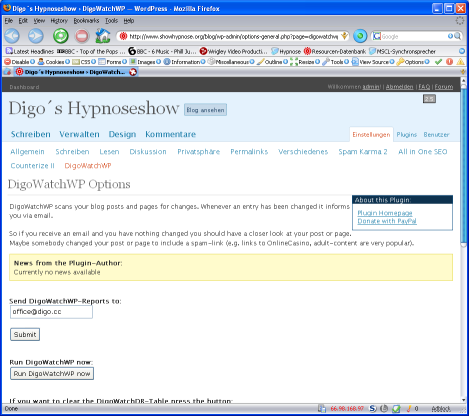 Digo´s Hypnoseshow › DigoWatchWP — WordPress - Mozilla Firefox
File Edit View History Bookmarks Tools Help
http://www.showhypnose.org/blog/wp-admin/options-general.php?page=digowatchwp
Google
Latest Headlines BBC - Top of the Pops ... BBC - 6 Music - Phil Ju... Wrigley Video Product... Hypnose Resourcen-Datenbank MSCL-Synchronsprecher
Disable Cookies CSS Forms Images Information Miscellaneous Outline Resize Tools View Source Options
Digo´s Hypnoseshow › DigoWatch...
Dashboard Willkommen admin! | Abmelden | FAQ | Forum
2.5
Digo´s Hypnoseshow Blog ansehen
Schreiben Verwalten Design Kommentare Einstellungen Plugins Benutzer
Allgemein Schreiben Lesen Diskussion Privatsphäre Permalinks Verschiedenes Spam Karma 2 All in One SEO
Counterize II DigoWatchWP
DigoWatchWP Options
About this Plugin:
Plugin Homepage
Donate with PayPal
DigoWatchWP scans your blog posts and pages for changes. Whenever an entry has been changed it informs
you via email.
So if you receive an email and you have nothing changed you should have a closer look at your post or page.
Maybe somebody changed your post or page to include a spam-link (e.g. links to OnlineCasino, adult-content are very popular).
News from the Plugin-Author:
Currently no news available
Send DigoWatchWP-Reports to:
office@digo.cc
Submit
Run DigoWatchWP now:
Run DigoWatchWP now
If you want to clear the DigoWatchDB-Table press the button:
Done 66.98.168.97 0 Adblock